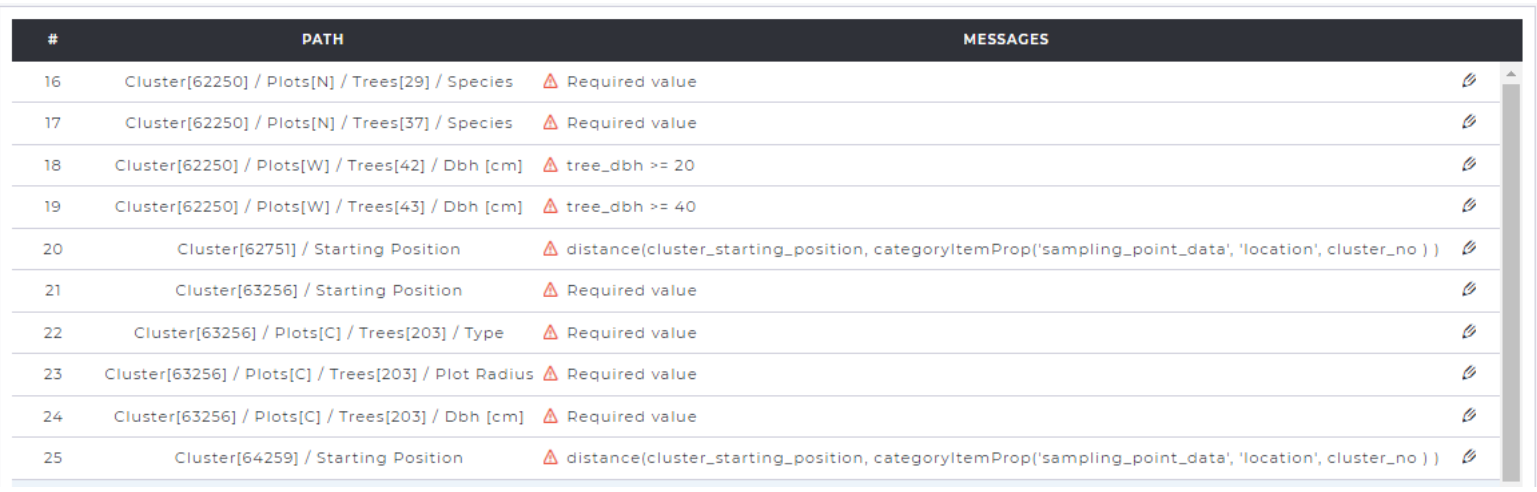 # PATH MESSAGES
16 Cluster[62250] / Plots[N] / Trees[29] / Species Required value
17 Cluster[62250] / Plots[N] / Trees[37] / Species Required value
18 Cluster[62250] / Plots[W] / Trees[42] / Dbh [cm] tree_dbh >= 20
19 Cluster[62250] / Plots[W] / Trees[43] / Dbh [cm] tree_dbh >= 40
20 Cluster[62751] / Starting Position distance(cluster_starting_position, categoryItemProp('sampling_point_data', 'location', cluster_no ) )
21 Cluster[63256] / Starting Position Required value
22 Cluster[63256] / Plots[C] / Trees[203] / Type Required value
23 Cluster[63256] / Plots[C] / Trees[203] / Plot Radius Required value
24 Cluster[63256] / Plots[C] / Trees[203] / Dbh [cm] Required value
25 Cluster[64259] / Starting Position distance(cluster_starting_position, categoryItemProp('sampling_point_data', 'location', cluster_no ) )